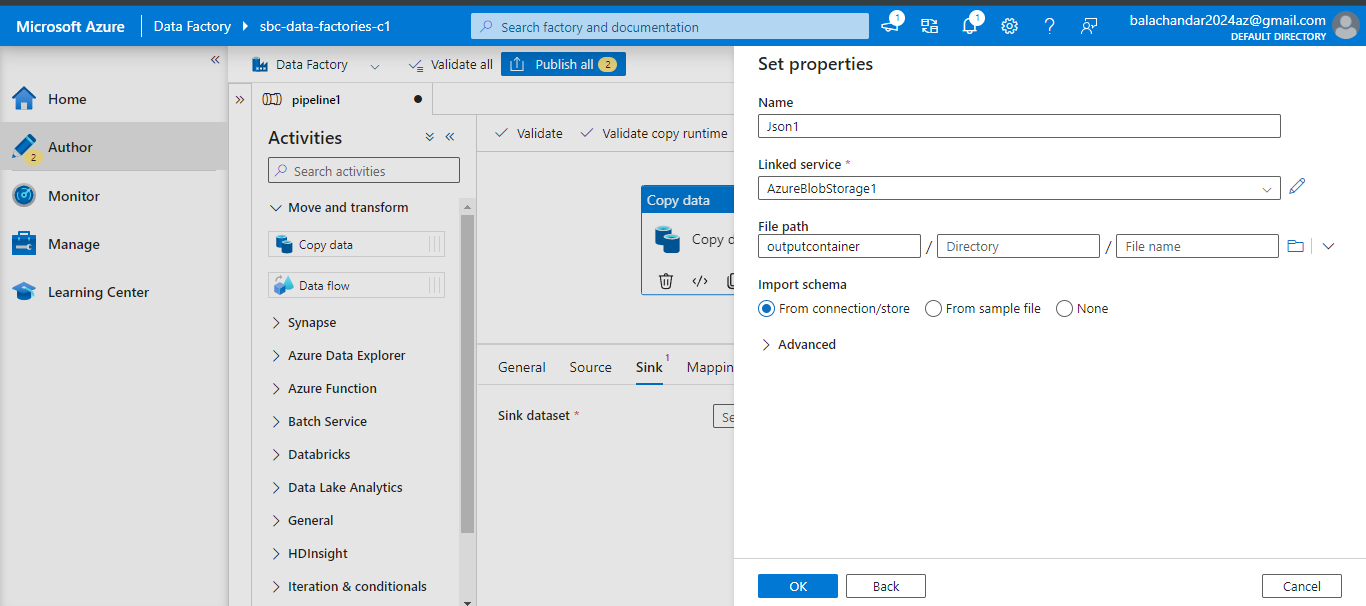 Microsoft Azure
Data Factory
sbc-data-factories-c1
Search factory and documentation
1
1
balachandar2024az@gmail.com
DEFAULT DIRECTORY
Home
Author
2
Monitor
Manage
Learning Center
Data Factory
Validate all
Publish all 2
pipeline1
Activities
Search activities
Move and transform
Copy data
Data flow
Synapse
Azure Data Explorer
Azure Function
Batch Service
Databricks
Data Lake Analytics
General
HDInsight
Iteration & conditionals
Validate
Validate copy runtime
Copy data
Copy d
General
Source
Sink 1
Mappin
Sink dataset *
Se
Set properties
Name
Json1
Linked service *
AzureBlobStorage1
File path
outputcontainer / Directory / File name
Import schema
From connection/store
From sample file
None
Advanced
OK
Back
Cancel